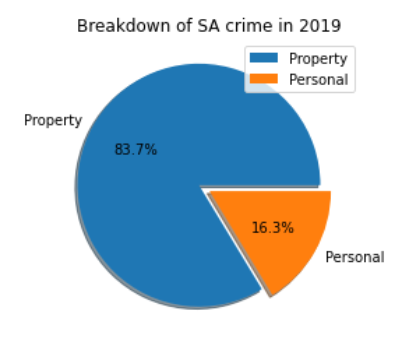 Breakdown of SA crime in 2019
Property
Personal
Property
83.7%
16.3%
Personal